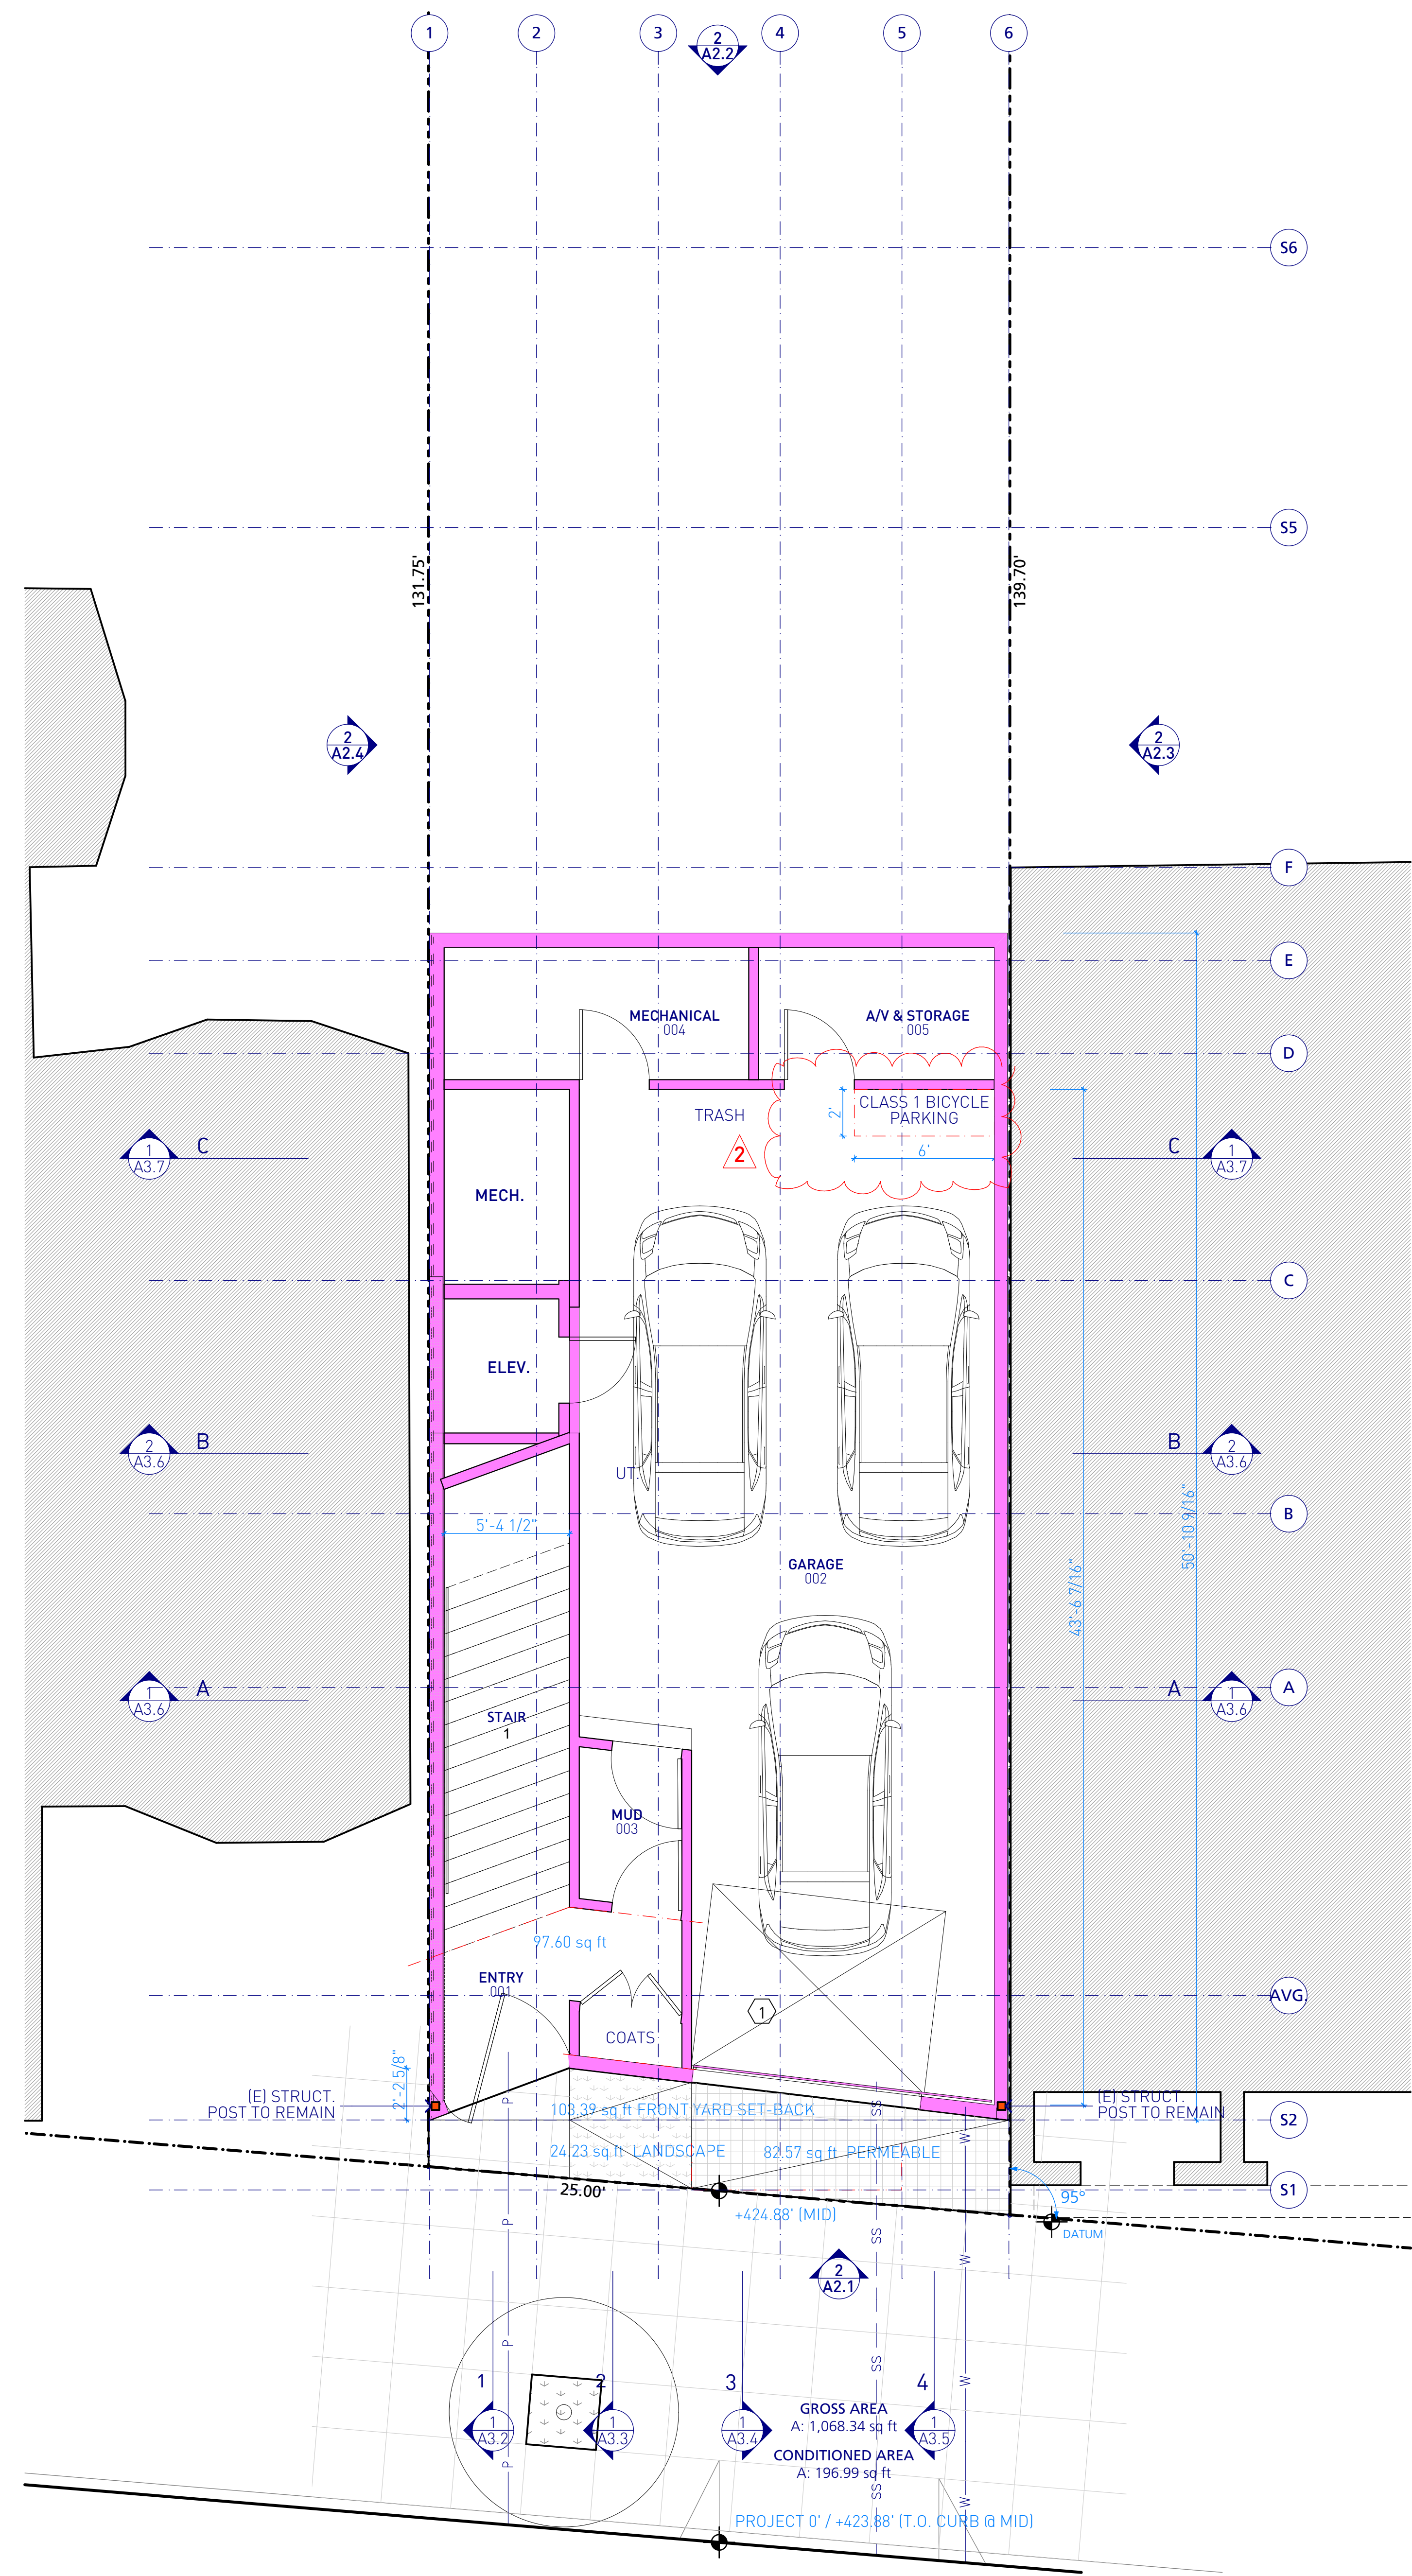 1
2
3
4
5
6
2
A2.2
S6
S5
131.75'
139.70'
2
A2.4
2
A2.3
F
E
MECHANICAL
004
A/V & STORAGE
005
D
CLASS 1 BICYCLE
PARKING
2'
6'
TRASH
2
1
A3.7
C
C
1
A3.7
MECH.
C
ELEV.
2
A3.6
B
B
2
A3.6
UT.
5'-4 1/2"
B
50'-10 9/16"
43'-6 7/16"
GARAGE
002
1
A3.6
A
A
1
A3.6
A
STAIR
1
MUD
003
97.60 sq ft
ENTRY
001
AVG.
1
COATS
2'-2 5/8"
(E) STRUCT.
POST TO REMAIN
(E) STRUCT.
POST TO REMAIN
P
SS
103.39 sq ft FRONT YARD SET-BACK
S2
W
24.23 sq ft LANDSCAPE
82.57 sq ft PERMEABLE
25.00'
S1
95°
+424.88' (MID)
DATUM
P
SS
W
2
A2.1
P
SS
W
1
2
3
4
1
A3.2
1
A3.3
1
A3.4
1
A3.5
GROSS AREA
A: 1,068.34 sq ft
CONDITIONED AREA
A: 196.99 sq ft
P
SS
W
PROJECT 0' / +423.88' (T.O. CURB @ MID)